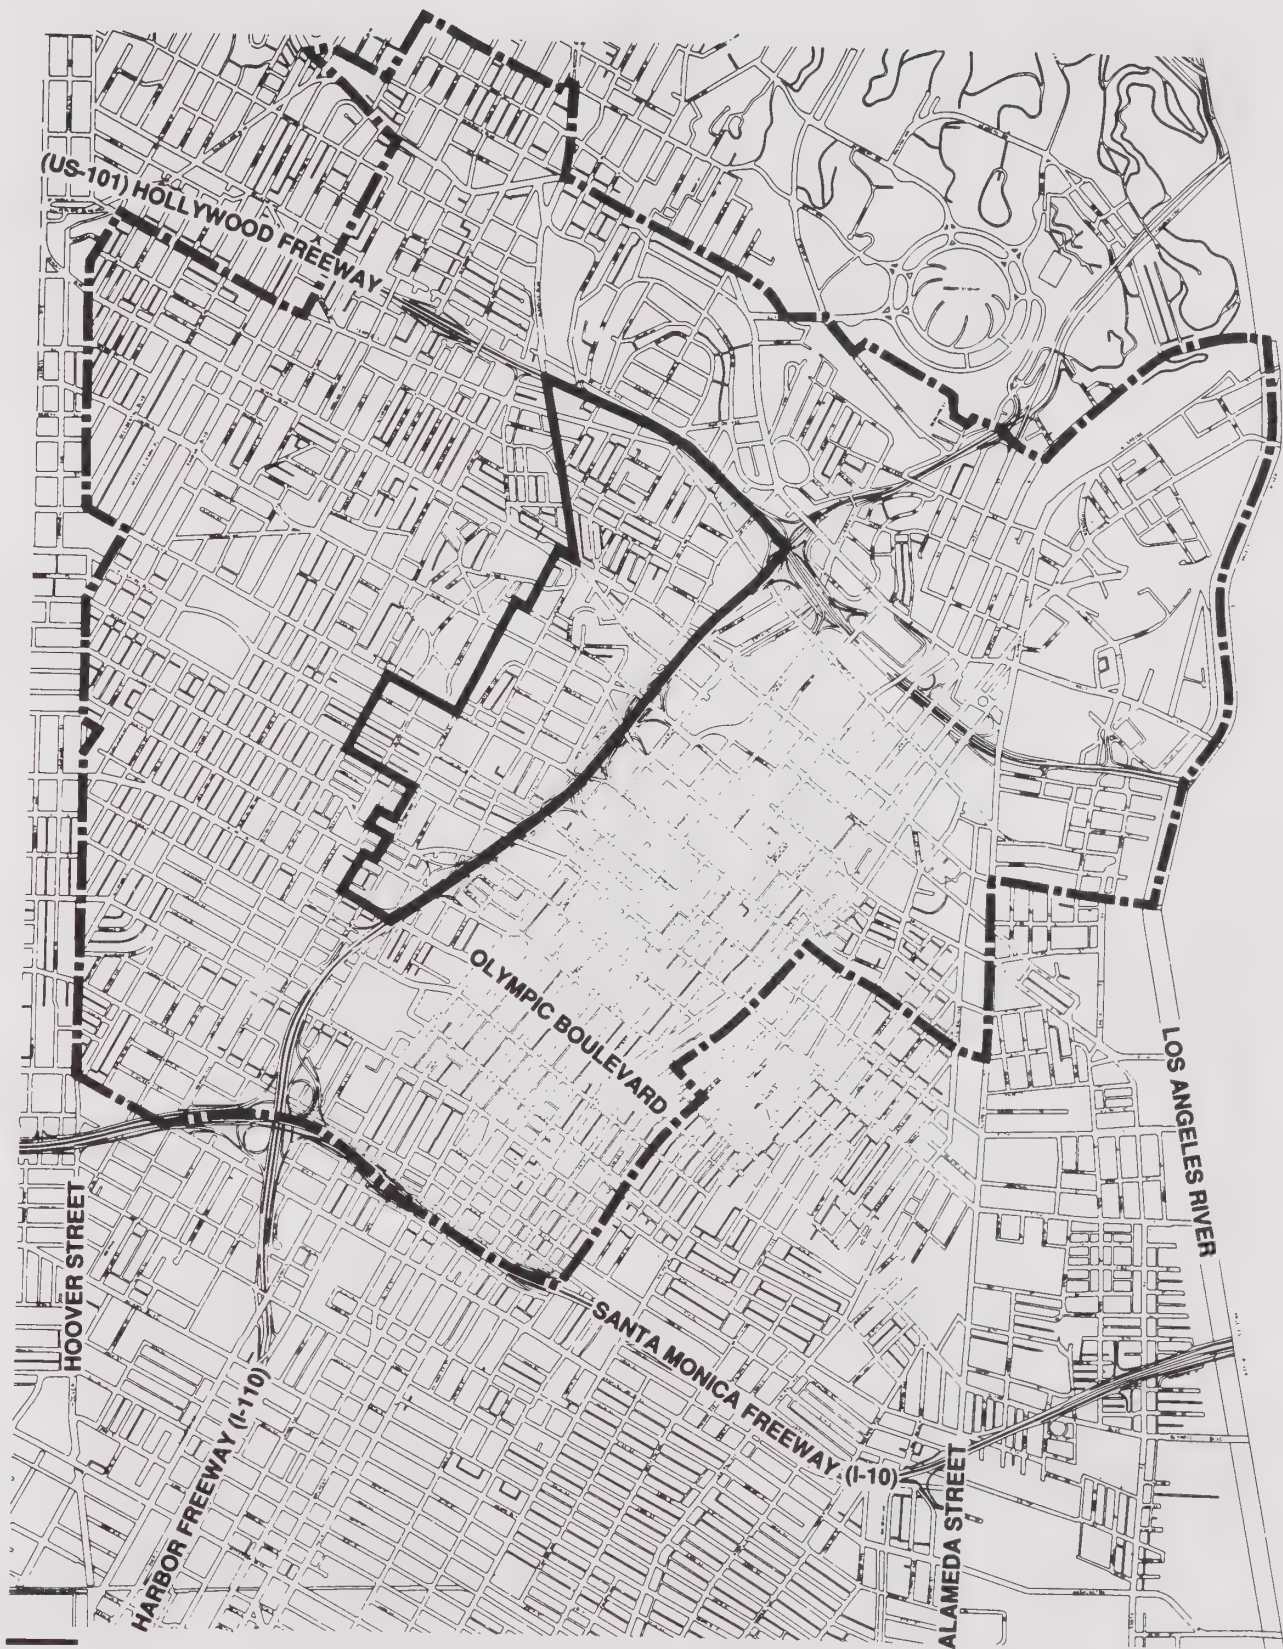 (US-101) HOLLYWOOD FREEWAY
OLYMPIC BOULEVARD
LOS ANGELES RIVER
HOOVER STREET
SANTA MONICA FREEWAY (I-10)
HARBOR FREEWAY (I-110)
ALAMEDA STREET